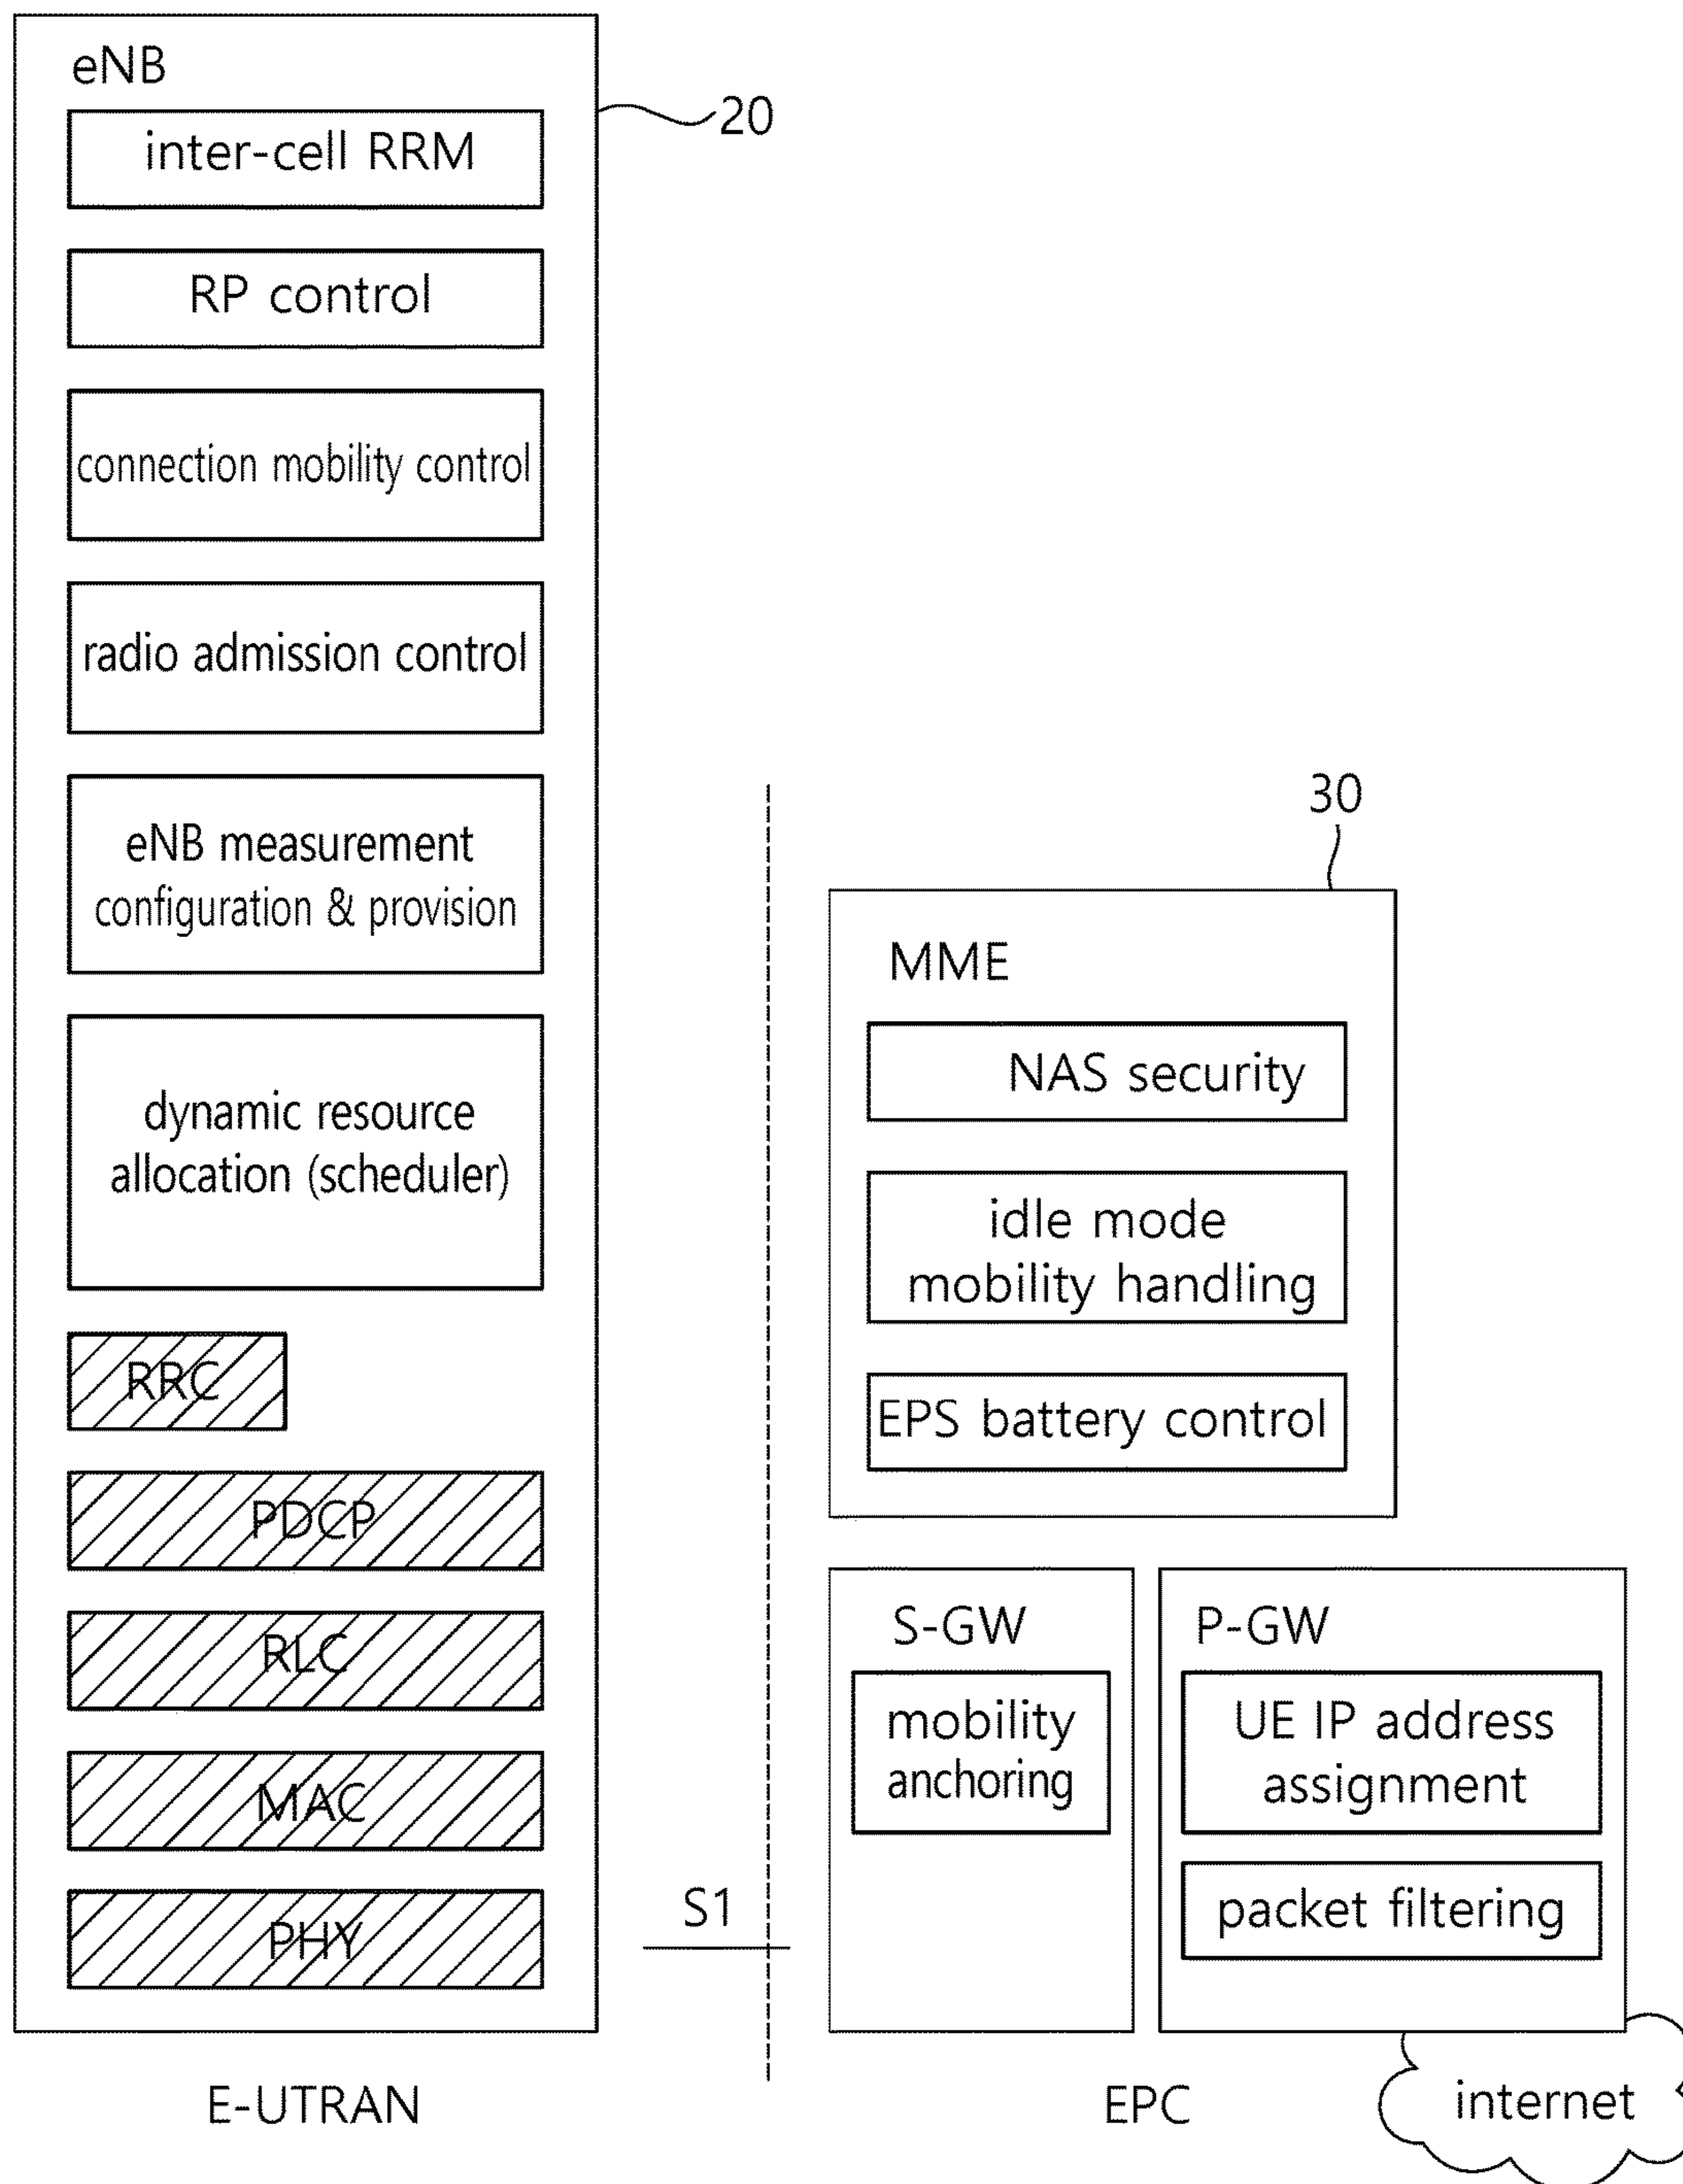 eNB
20
inter-cell RRM
RP control
connection mobility control
radio admission control
eNB measurement
configuration & provision
dynamic resource
allocation (scheduler)
RRC
PDCP
RLC
MAC
PHY
E-UTRAN
S1
30
MME
NAS security
idle mode
mobility handling
EPS battery control
S-GW
mobility
anchoring
P-GW
UE IP address
assignment
packet filtering
EPC
internet